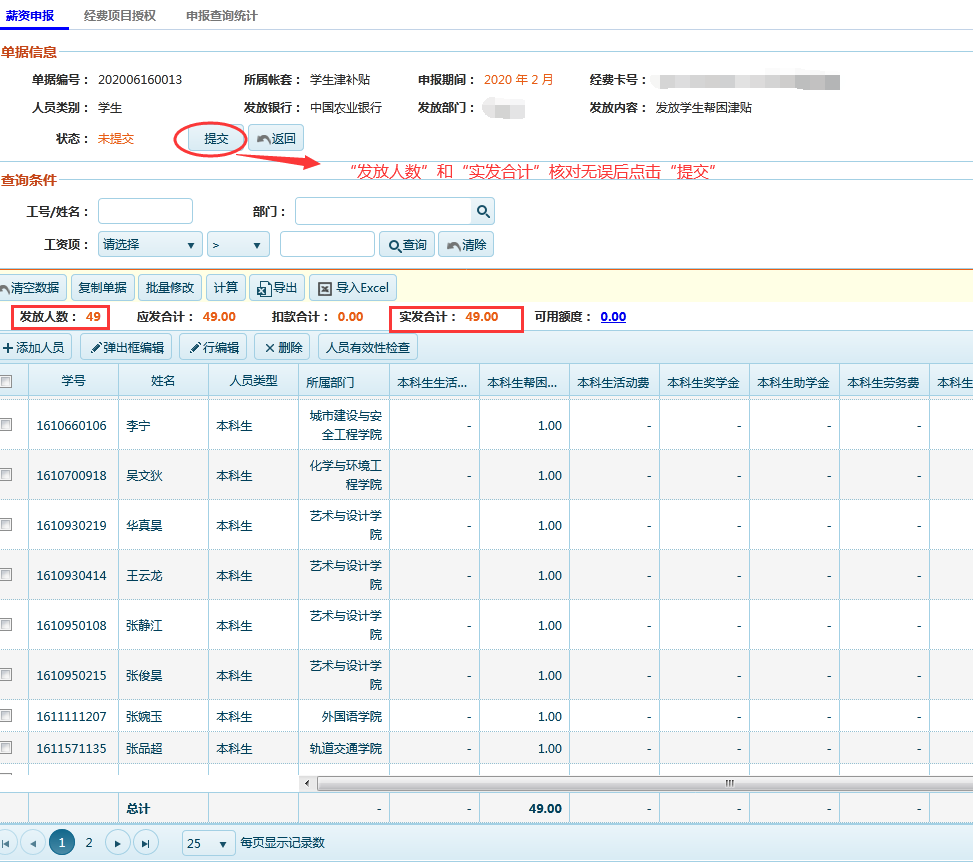 薪资申报 经费项目授权 申报查询统计
单据信息
单据编号： 202006160013 所属帐套： 学生津补贴 申报期间： 2020 年 2 月 经费卡号：
人员类别： 学生 发放银行： 中国农业银行 发放部门： 发放内容： 发放学生帮困津贴
状态： 未提交 提交 返回
“发放人数”和“实发合计”核对无误后点击“提交”
查询条件
工号/姓名： 部门：
工资项： 请选择 > 查询 清除
清空数据 复制单据 批量修改 计算 导出 导入Excel
发放人数： 49 应发合计： 49.00 扣款合计： 0.00 实发合计： 49.00 可用额度： 0.00
添加人员 弹出框编辑 行编辑 删除 人员有效性检查
学号 姓名 人员类型 所属部门 本科生生活... 本科生帮困... 本科生活动费 本科生奖学金 本科生助学金 本科生劳务费 本科生
1610660106 李宁 本科生 城市建设与安全工程学院 - 1.00 - - - -
1610700918 吴文狄 本科生 化学与环境工程学院 - 1.00 - - - -
1610930219 华真昊 本科生 艺术与设计学院 - 1.00 - - - -
1610930414 王云龙 本科生 艺术与设计学院 - 1.00 - - - -
1610950108 张静江 本科生 艺术与设计学院 - 1.00 - - - -
1610950215 张俊昊 本科生 艺术与设计学院 - 1.00 - - - -
1611111207 张婉玉 本科生 外国语学院 - 1.00 - - - -
1611571135 张品超 本科生 轨道交通学院 - 1.00 - - - -
总计 - - 49.00 - - - -
1 2 25 每页显示记录数